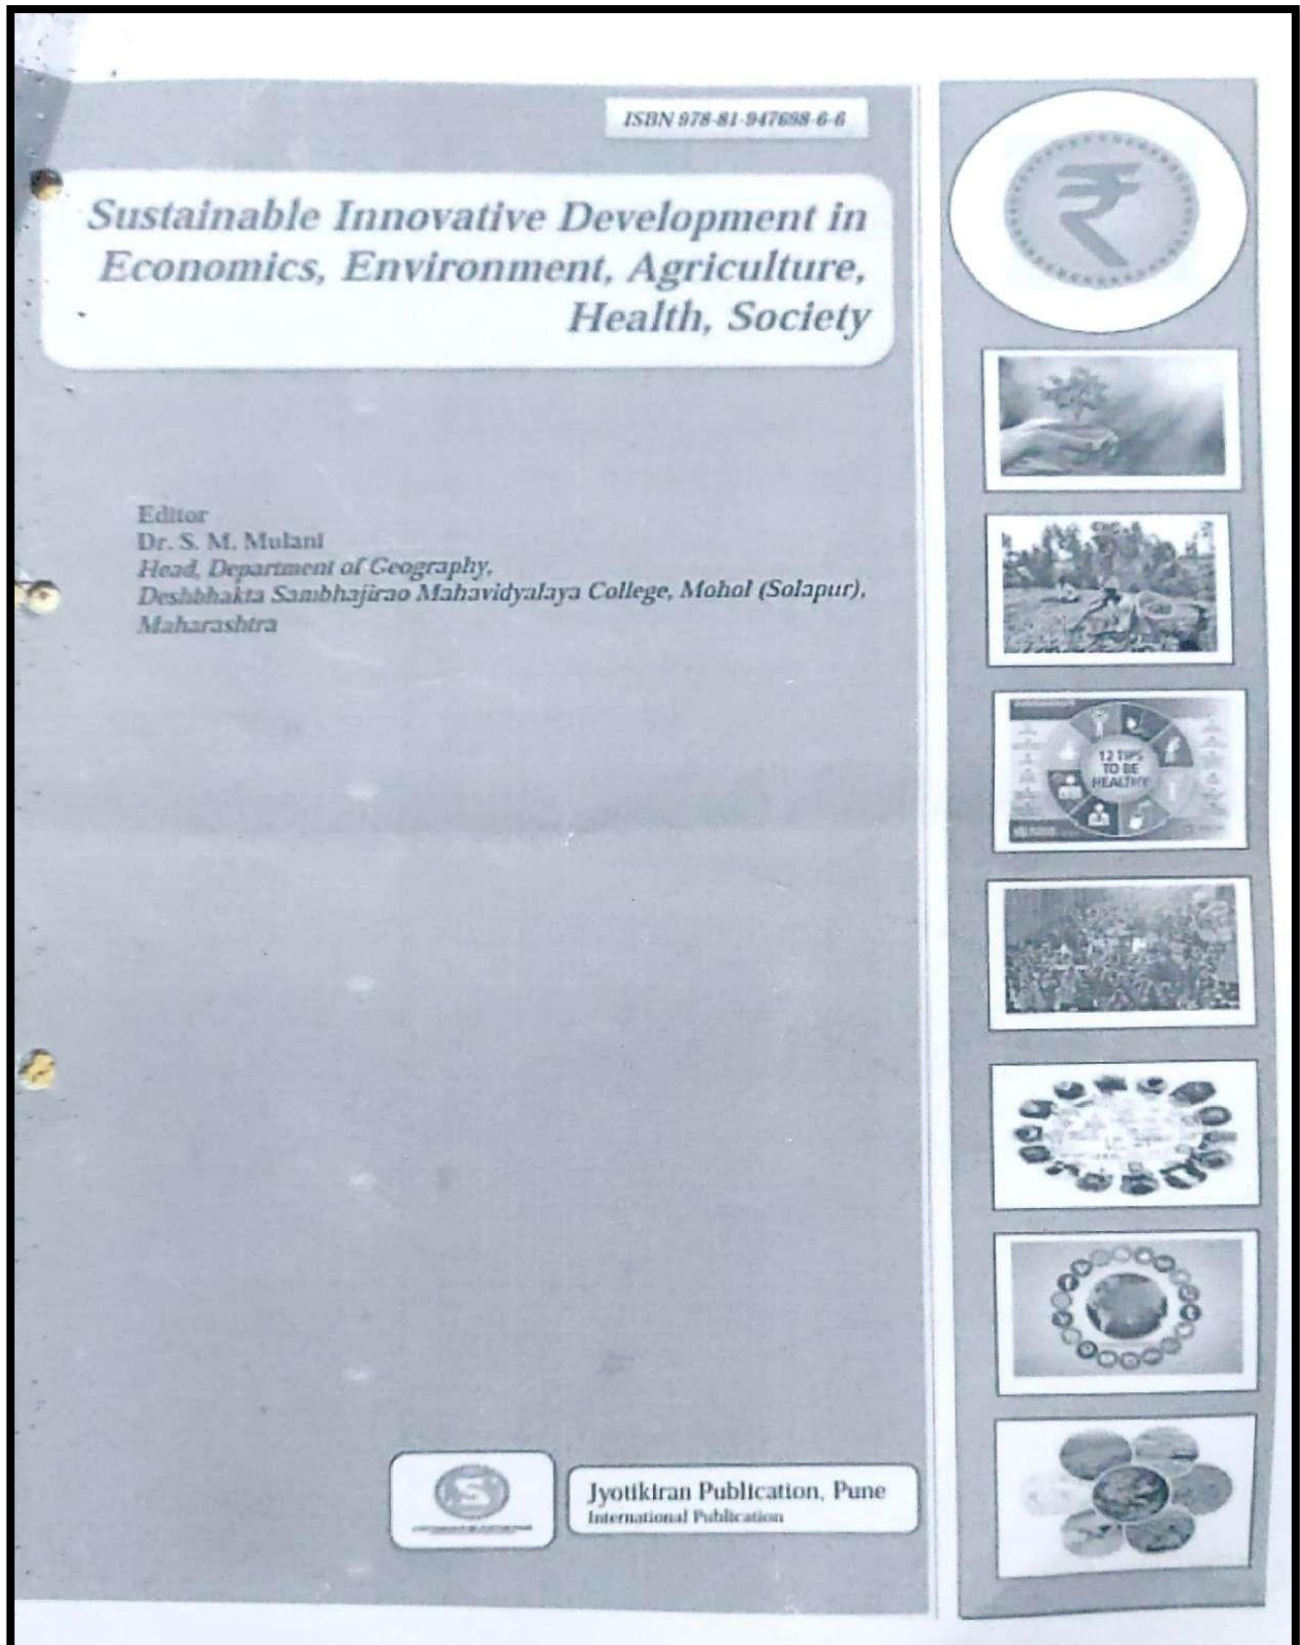 ISBN 978-81-947698-6-6
Sustainable Innovative Development in
Economics, Environment, Agriculture,
Health, Society
Editor
Dr. S. M. Mulani
Head, Department of Geography,
Deshbhakta Sambhajirao Mahavidyalaya College, Mohol (Solapur),
Maharashtra
12 TIPS
TO BE
HEALTHY
S
Jyotikiran Publication, Pune
International Publication